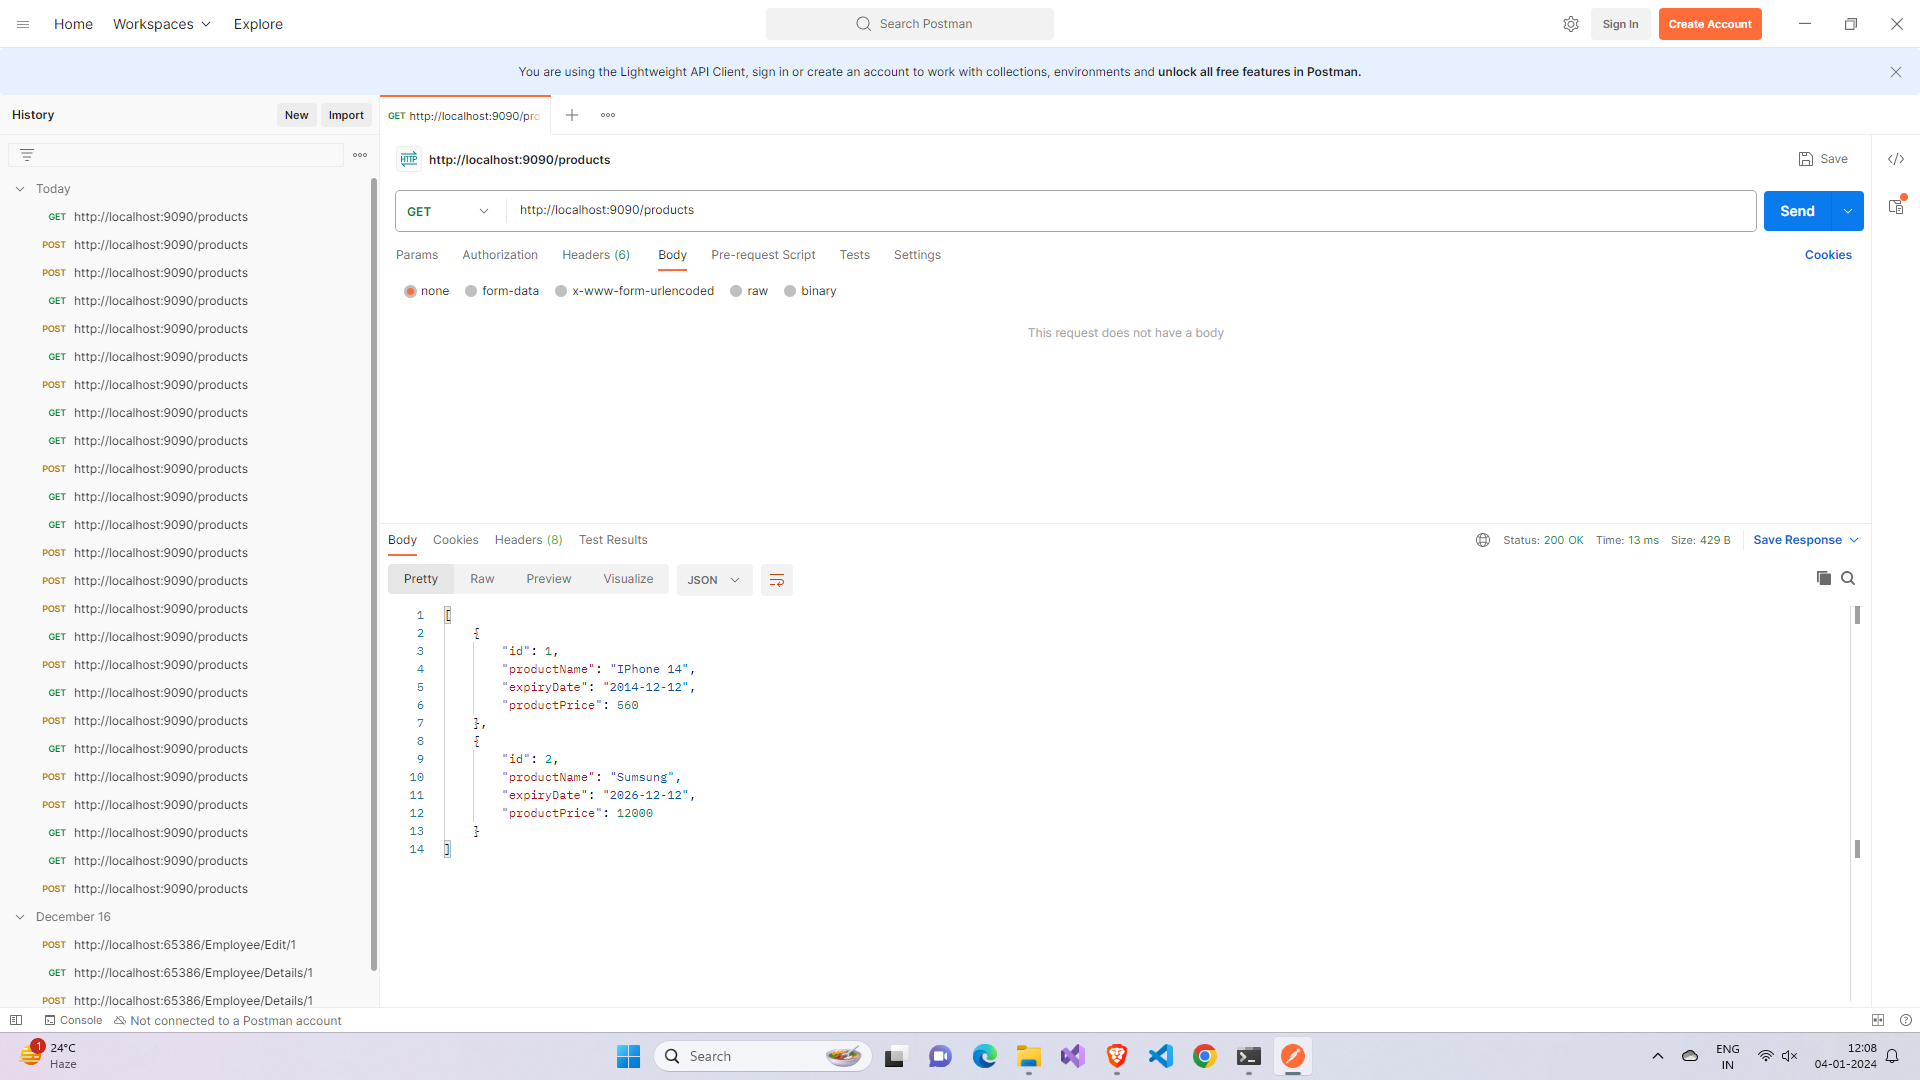 Home Workspaces Explore
Search Postman
Sign In Create Account
You are using the Lightweight API Client, sign in or create an account to work with collections, environments and unlock all free features in Postman.
History New Import
Today
GET http://localhost:9090/products
POST http://localhost:9090/products
POST http://localhost:9090/products
GET http://localhost:9090/products
POST http://localhost:9090/products
GET http://localhost:9090/products
POST http://localhost:9090/products
GET http://localhost:9090/products
GET http://localhost:9090/products
POST http://localhost:9090/products
GET http://localhost:9090/products
GET http://localhost:9090/products
POST http://localhost:9090/products
POST http://localhost:9090/products
POST http://localhost:9090/products
GET http://localhost:9090/products
POST http://localhost:9090/products
GET http://localhost:9090/products
POST http://localhost:9090/products
GET http://localhost:9090/products
POST http://localhost:9090/products
POST http://localhost:9090/products
GET http://localhost:9090/products
GET http://localhost:9090/products
POST http://localhost:9090/products
December 16
POST http://localhost:65386/Employee/Edit/1
GET http://localhost:65386/Employee/Details/1
POST http://localhost:65386/Employee/Details/1
GET http://localhost:9090/pro
HTTP http://localhost:9090/products
Save
GET http://localhost:9090/products
Send
Params Authorization Headers (6) Body Pre-request Script Tests Settings
Cookies
none form-data x-www-form-urlencoded raw binary
This request does not have a body
Body Cookies Headers (8) Test Results
Status: 200 OK Time: 13 ms Size: 429 B Save Response
Pretty Raw Preview Visualize JSON
1 [
2 {
3 "id": 1,
4 "productName": "IPhone 14",
5 "expiryDate": "2014-12-12",
6 "productPrice": 560
7 },
8 {
9 "id": 2,
10 "productName": "Sumsung",
11 "expiryDate": "2026-12-12",
12 "productPrice": 12000
13 }
14 ]
Console Not connected to a Postman account
1
24°C
Haze
Search
ENG
IN
12:08
04-01-2024